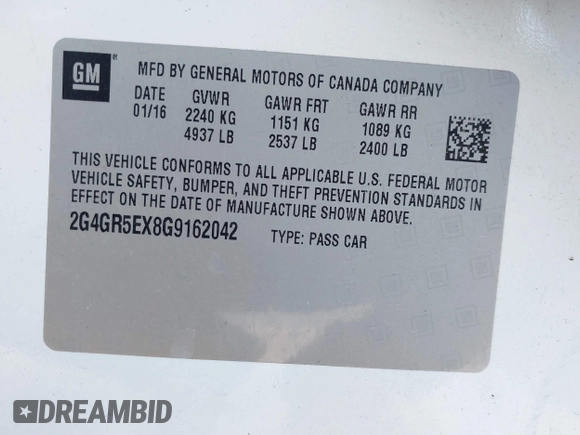 GM
MFD BY GENERAL MOTORS OF CANADA COMPANY
DATE GVWR GAWR FRT GAWR RR
01/16 2240 KG 1151 KG 1089 KG
4937 LB 2537 LB 2400 LB
THIS VEHICLE CONFORMS TO ALL APPLICABLE U.S. FEDERAL MOTOR
VEHICLE SAFETY, BUMPER, AND THEFT PREVENTION STANDARDS IN
EFFECT ON THE DATE OF MANUFACTURE SHOWN ABOVE.
2G4GR5EX8G9162042 TYPE: PASS CAR
DREAMBID